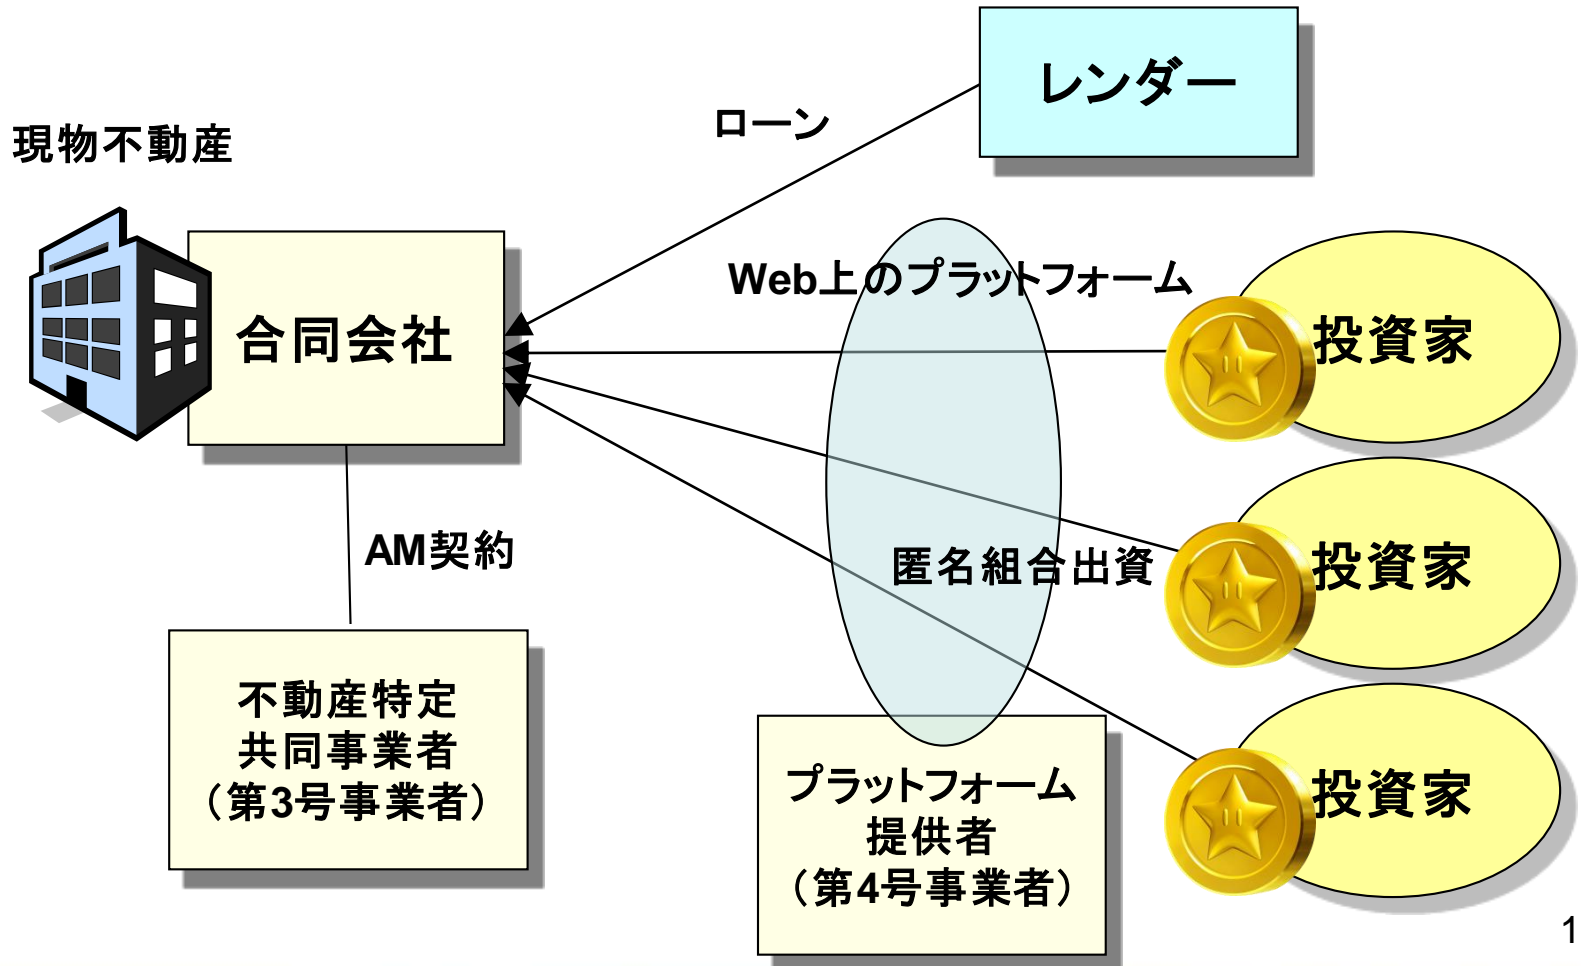 レンダー
ローン
現物不動産
Web上のプラットフォーム
合同会社
投資家
AM契約
匿名組合出資
投資家
不動産特定
共同事業者
（第3号事業者）
プラットフォーム
提供者
（第4号事業者）
投資家
1